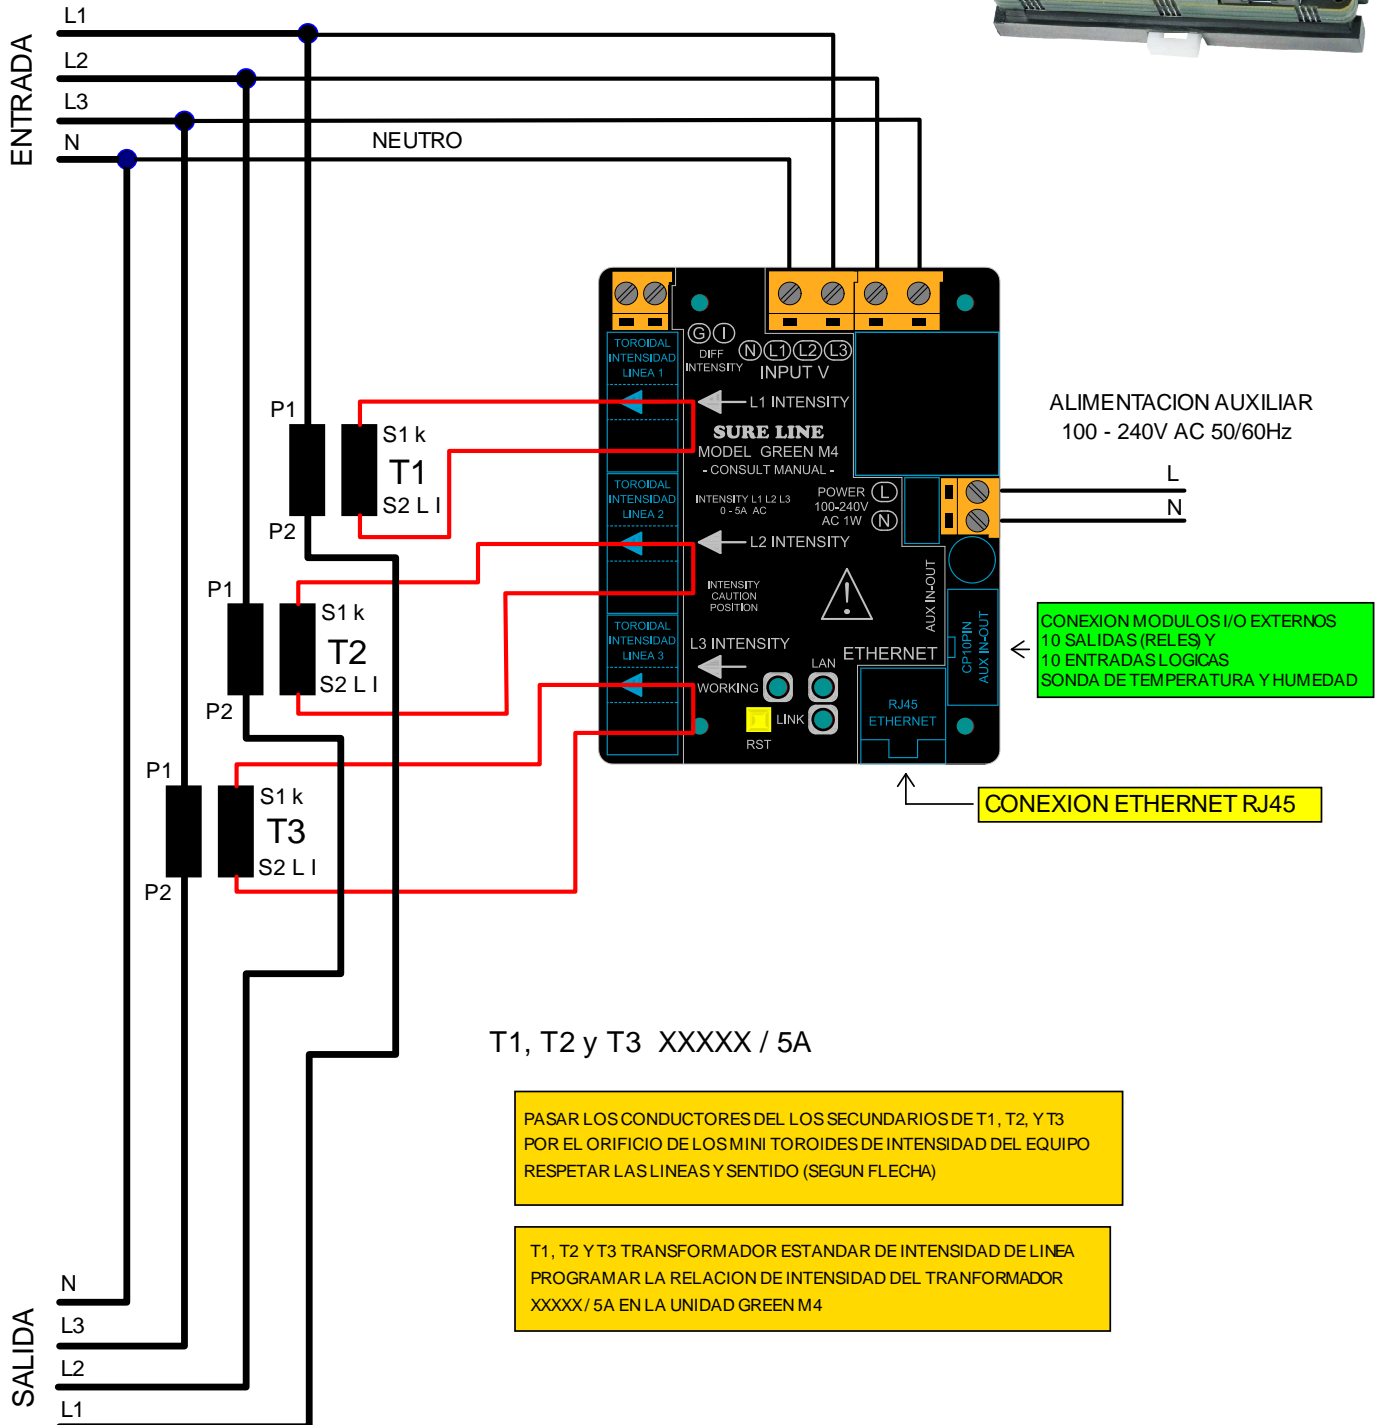 ENTRADA
L1
L2
L3
N
NEUTRO
TOROIDAL
INTENSIDAD
LINEA 1
G I
DIFF
INTENSITY
N L1 L2 L3
INPUT V
L1 INTENSITY
SURE LINE
MODEL GREEN M4
- CONSULT MANUAL -
TOROIDAL
INTENSIDAD
LINEA 2
INTENSITY L1 L2 L3
0 - 5A AC
POWER L
100-240V
AC 1W N
L2 INTENSITY
INTENSITY
CAUTION
POSITION
TOROIDAL
INTENSIDAD
LINEA 3
L3 INTENSITY
WORKING
LAN
LINK
RST
ETHERNET
RJ45
ETHERNET
AUX IN-OUT
CP10PIN
AUX IN-OUT
ALIMENTACION AUXILIAR
100 - 240V AC 50/60Hz
L
N
CONEXION MODULOS I/O EXTERNOS
10 SALIDAS (RELES) Y
10 ENTRADAS LOGICAS
SONDA DE TEMPERATURA Y HUMEDAD
CONEXION ETHERNET RJ45
P1
P2
S1 k
T1
S2 L I
P1
P2
S1 k
T2
S2 L I
P1
P2
S1 k
T3
S2 L I
T1, T2 y T3 XXXXX / 5A
PASAR LOS CONDUCTORES DEL LOS SECUNDARIOS DE T1, T2, Y T3
POR EL ORIFICIO DE LOS MINI TOROIDES DE INTENSIDAD DEL EQUIPO
RESPETAR LAS LINEAS Y SENTIDO (SEGUN FLECHA)
T1, T2 Y T3 TRANSFORMADOR ESTANDAR DE INTENSIDAD DE LINEA
PROGRAMAR LA RELACION DE INTENSIDAD DEL TRANFORMADOR
XXXXX / 5A EN LA UNIDAD GREEN M4
SALIDA
N
L3
L2
L1